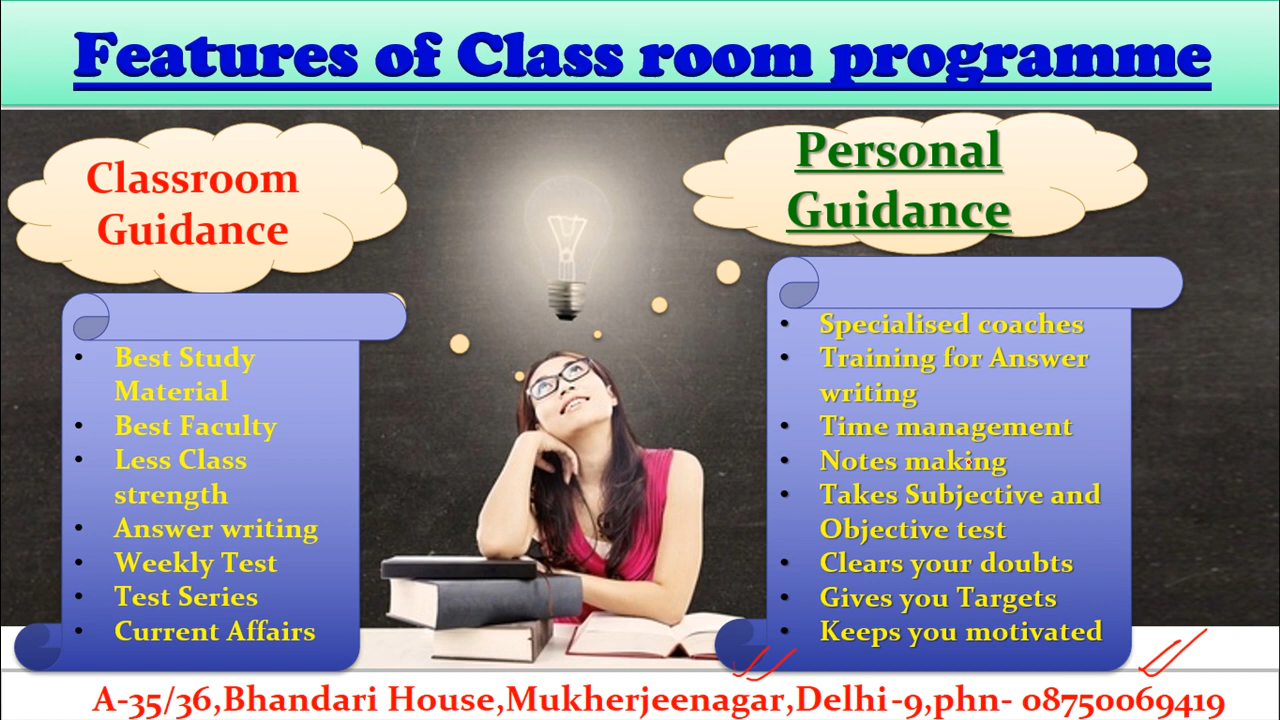 Features of Class room programme
Classroom
Guidance
• Best Study
Material
• Best Faculty
• Less Class
strength
• Answer writing
• Weekly Test
• Test Series
• Current Affairs
Personal
Guidance
• Specialised coaches
• Training for Answer
writing
• Time management
• Notes making
• Takes Subjective and
Objective test
• Clears your doubts
• Gives you Targets
• Keeps you motivated
A-35/36,Bhandari House,Mukherjeenagar,Delhi-9,phn- 08750069419